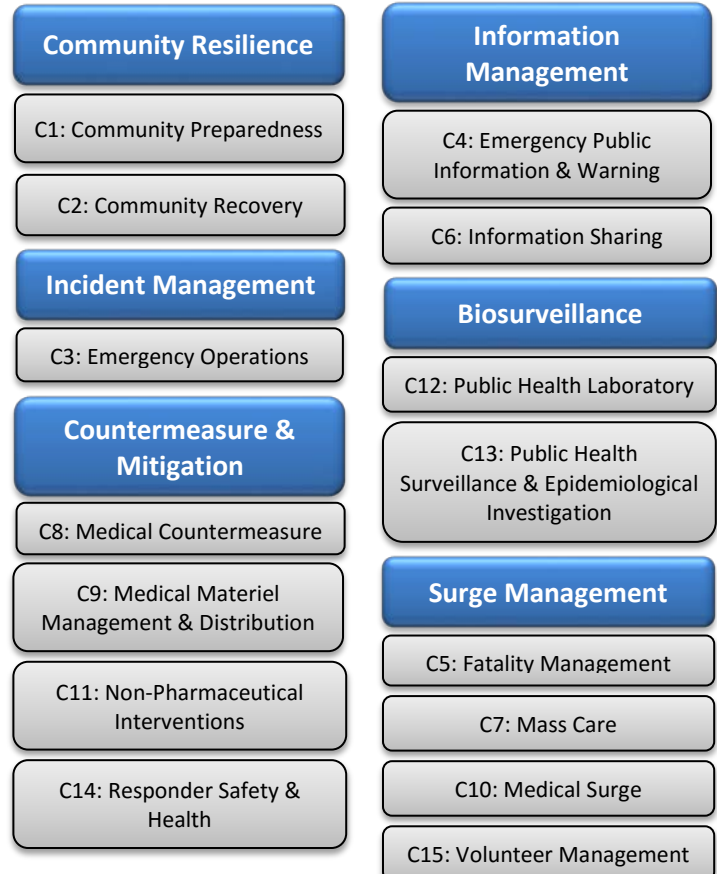 Community Resilience
C1: Community Preparedness
C2: Community Recovery
Incident Management
C3: Emergency Operations
Countermeasure &
Mitigation
C8: Medical Countermeasure
C9: Medical Materiel
Management & Distribution
C11: Non-Pharmaceutical
Interventions
C14: Responder Safety &
Health
Information
Management
C4: Emergency Public
Information & Warning
C6: Information Sharing
Biosurveillance
C12: Public Health Laboratory
C13: Public Health
Surveillance & Epidemiological
Investigation
Surge Management
C5: Fatality Management
C7: Mass Care
C10: Medical Surge
C15: Volunteer Management